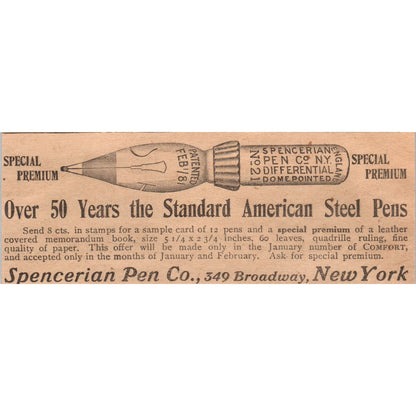 SPECIAL
PREMIUM
PATENTED
FEB. 1 81
SPENCERIAN
PEN Co N.Y.
DIFFERENTIAL
DOME POINTED
No 21
ENGLAND
SPECIAL
PREMIUM
Over 50 Years the Standard American Steel Pens
Send 8 cts. in stamps for a sample card of 12 pens and a special premium of a leather
covered memorandum book, size 5 1/4 x 2 3/4 inches, 60 leaves, quadrille ruling, fine
quality of paper. This offer will be made only in the January number of COMFORT,
and accepted only in the months of January and February. Ask for special premium.
Spencerian Pen Co., 349 Broadway, New York